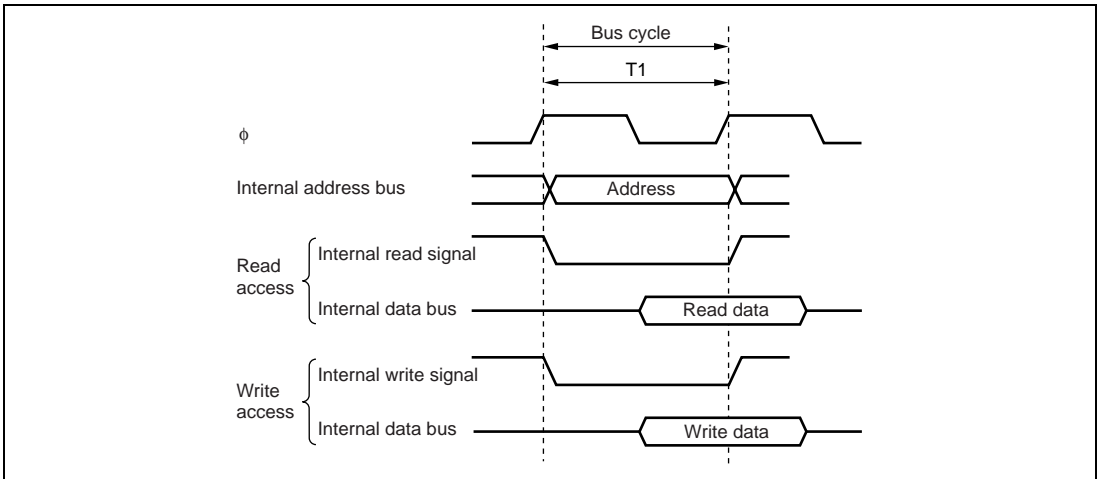 Bus cycle
T1
ϕ
Internal address bus
Address
Read
access
Internal read signal
Internal data bus
Read data
Write
access
Internal write signal
Internal data bus
Write data